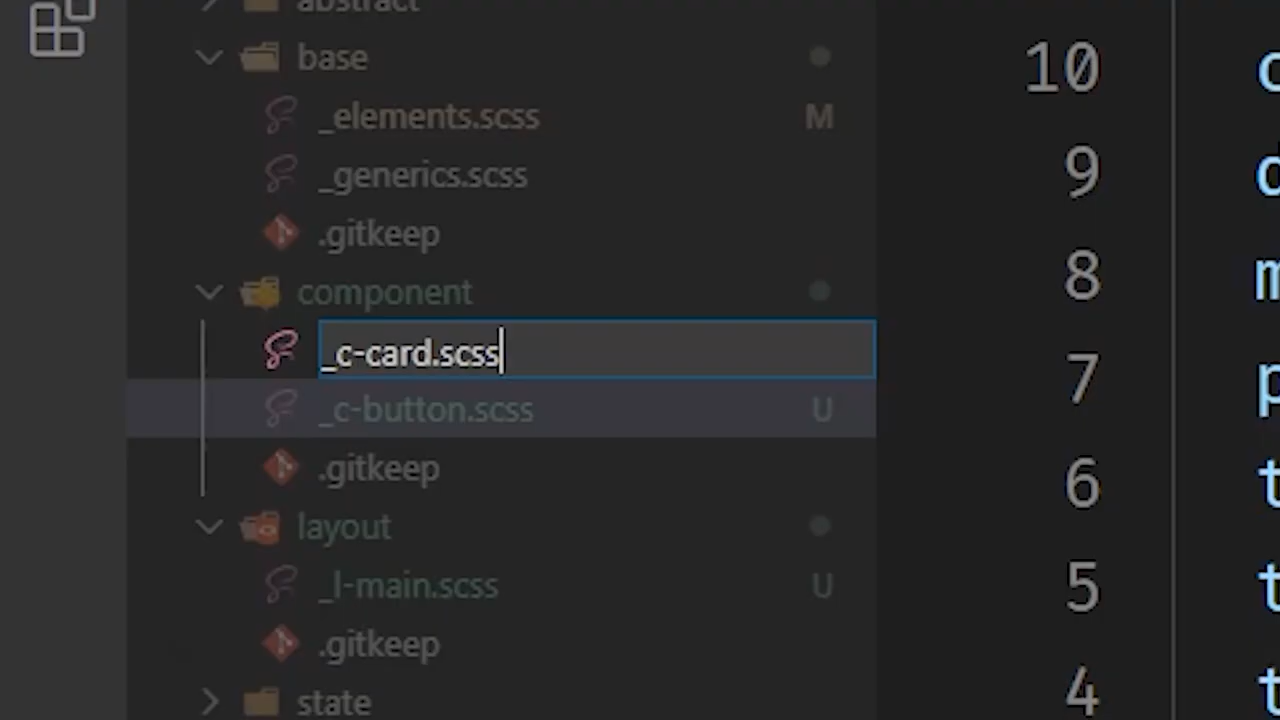 abstract
base
_elements.scss M
_generics.scss
.gitkeep
component
_c-card.scss
_c-button.scss U
.gitkeep
layout
_l-main.scss U
.gitkeep
state
10
9
8
7
6
5
4